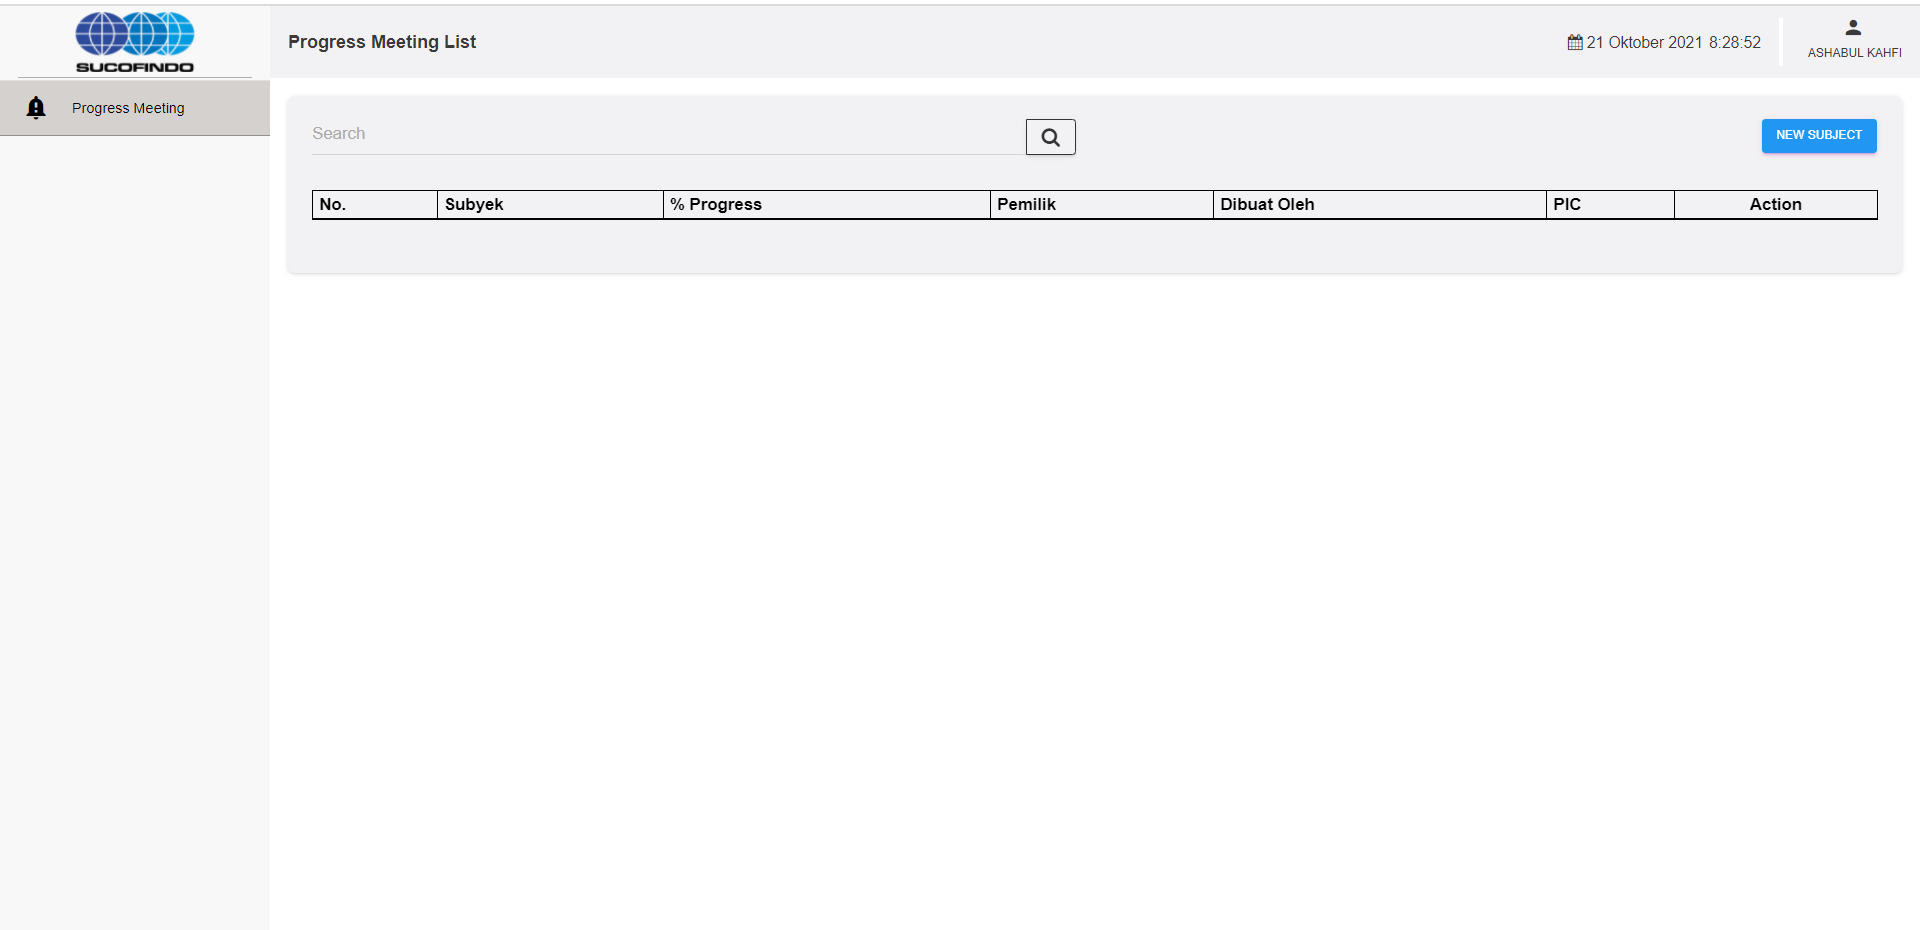 SUCOFINDO
Progress Meeting List
21 Oktober 2021 8:28:52
ASHABUL KAHFI
Progress Meeting
Search
NEW SUBJECT
No. Subyek % Progress Pemilik Dibuat Oleh PIC Action